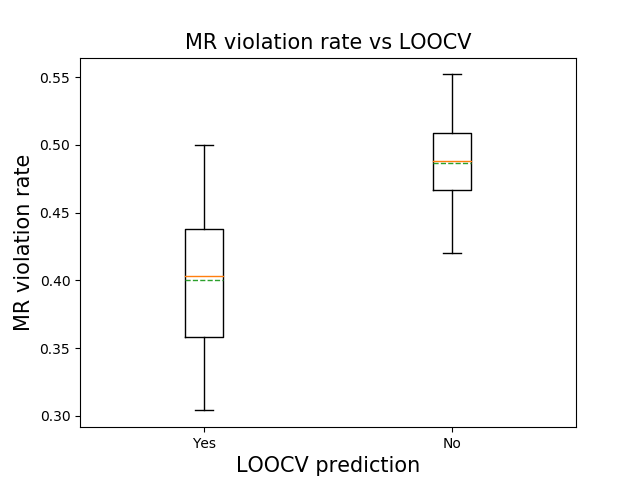 MR violation rate vs LOOCV
MR violation rate
0.55
0.50
0.45
0.40
0.35
0.30
Yes
No
LOOCV prediction